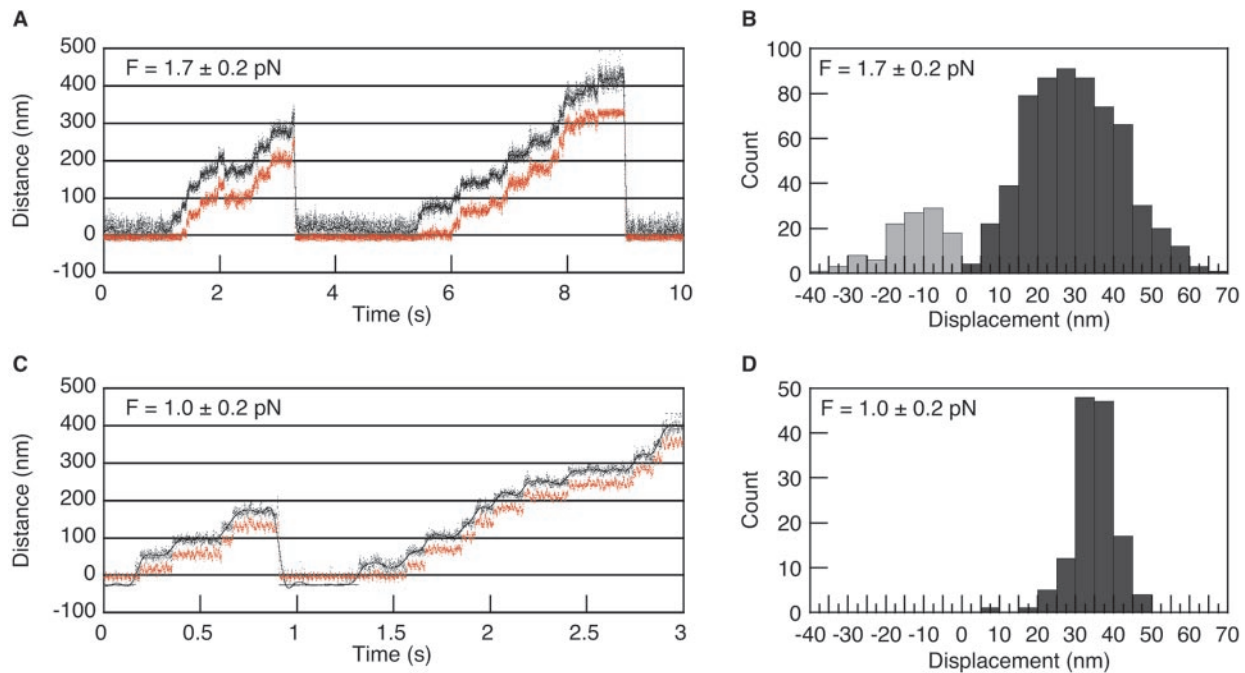 A
F = 1.7 ± 0.2 pN
Distance (nm)
500
400
300
200
100
0
-100
0 2 4 6 8 10
Time (s)
B
F = 1.7 ± 0.2 pN
Count
100
80
60
40
20
0
-40 -30 -20 -10 0 10 20 30 40 50 60 70
Displacement (nm)
C
F = 1.0 ± 0.2 pN
Distance (nm)
500
400
300
200
100
0
-100
0 0.5 1 1.5 2 2.5 3
Time (s)
D
F = 1.0 ± 0.2 pN
Count
50
40
30
20
10
0
-40 -30 -20 -10 0 10 20 30 40 50 60 70
Displacement (nm)